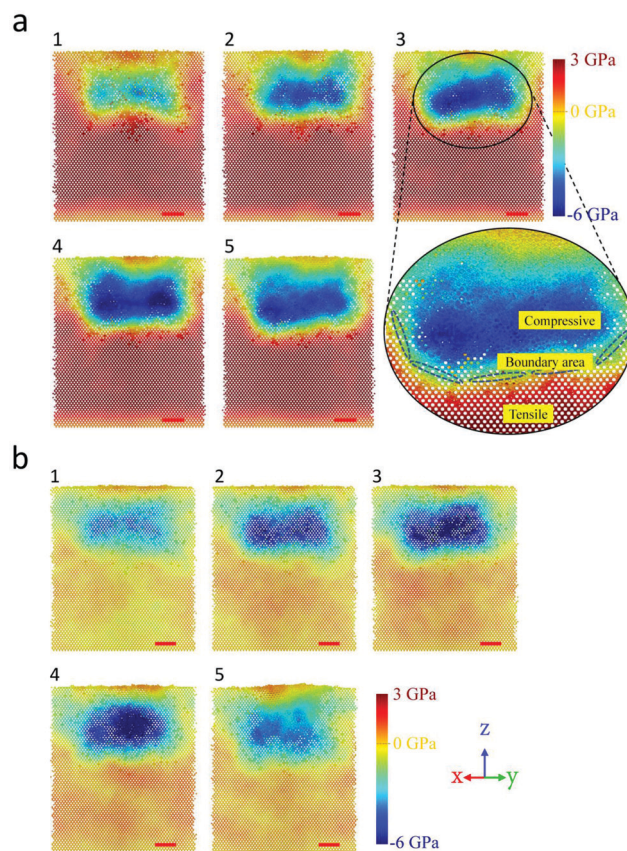 a
1
2
3
3 GPa
0 GPa
-6 GPa
4
5
Compressive
Boundary area
Tensile
b
1
2
3
4
5
3 GPa
0 GPa
-6 GPa
z
x
y